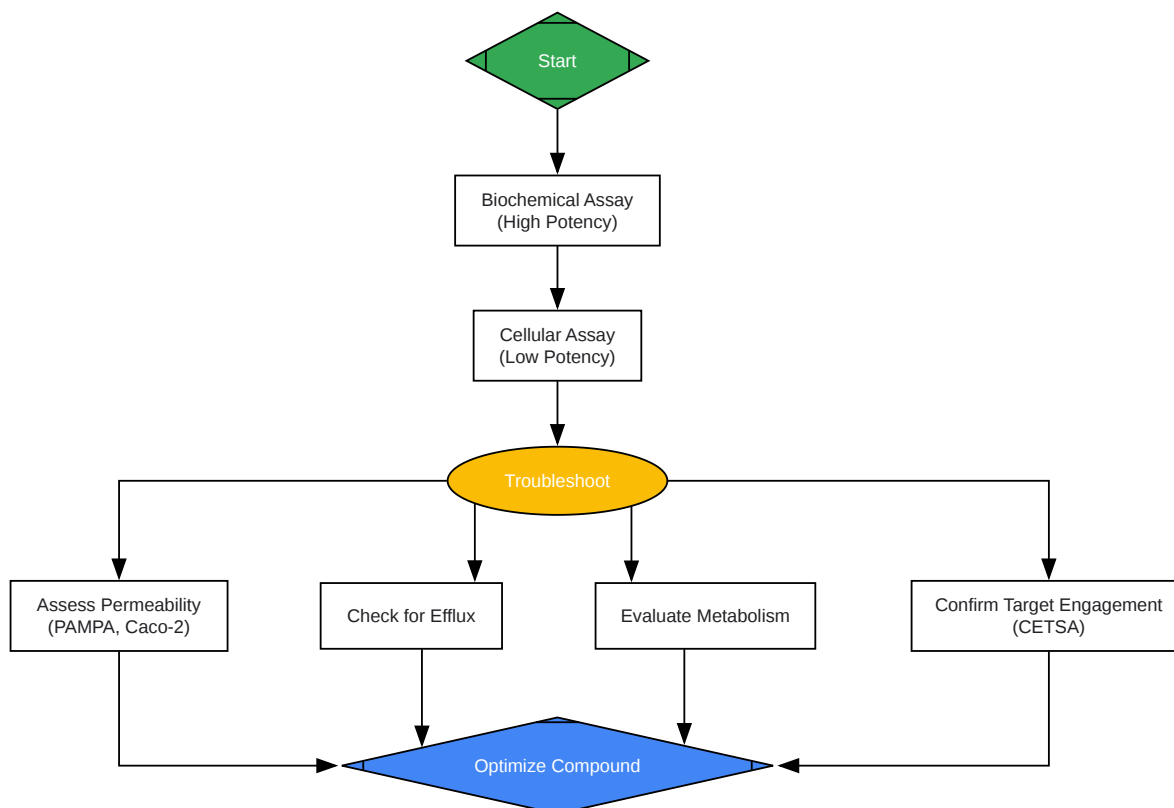 Start
Biochemical Assay
(High Potency)
Cellular Assay
(Low Potency)
Troubleshoot
Assess Permeability
(PAMPA, Caco-2)
Check for Efflux
Evaluate Metabolism
Confirm Target Engagement
(CETSA)
Optimize Compound